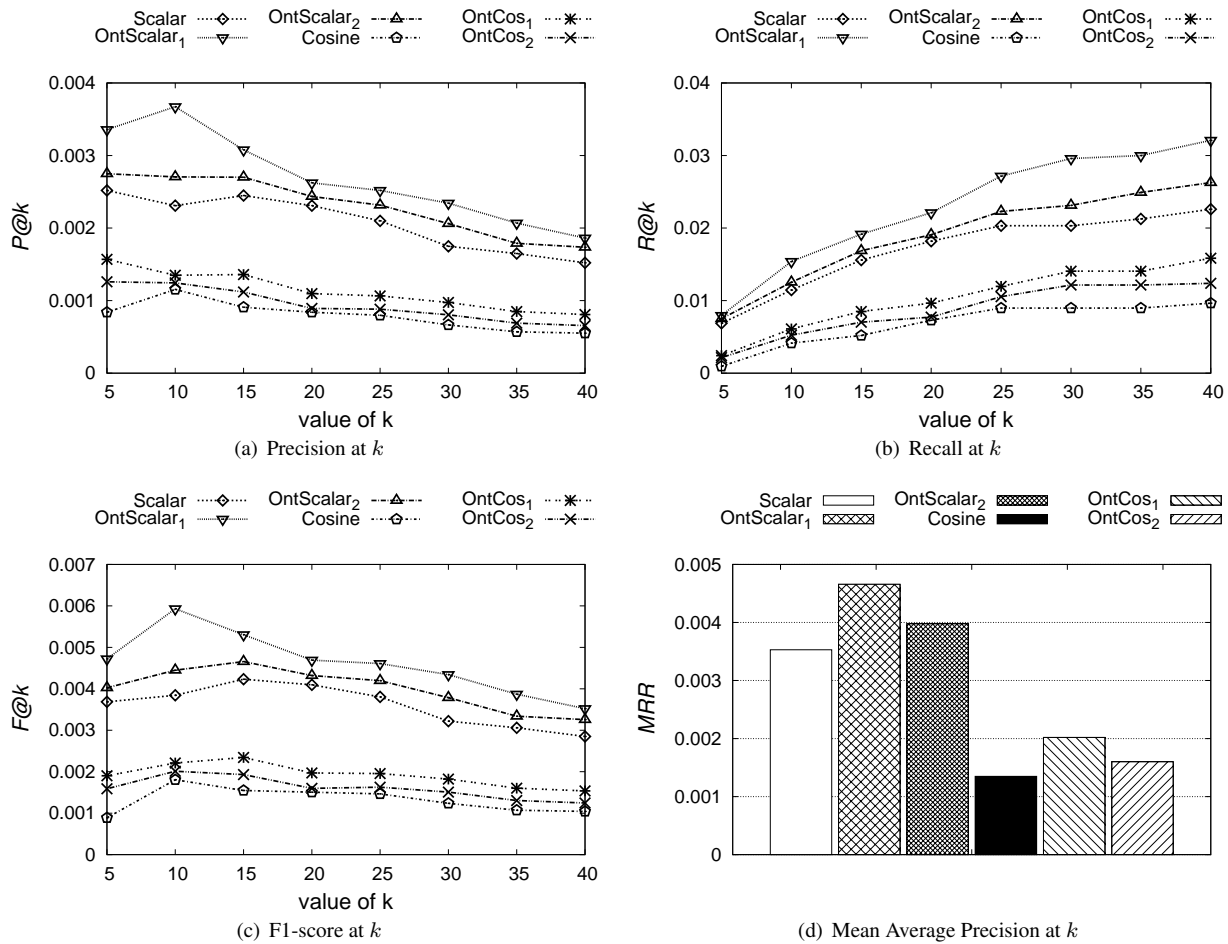 Scalar OntScalar2 OntCos1
OntScalar1 Cosine OntCos2
0.004
0.003
0.002
0.001
0
P@k
5 10 15 20 25 30 35 40
value of k
(a) Precision at k
Scalar OntScalar2 OntCos1
OntScalar1 Cosine OntCos2
0.04
0.03
0.02
0.01
0
R@k
5 10 15 20 25 30 35 40
value of k
(b) Recall at k
Scalar OntScalar2 OntCos1
OntScalar1 Cosine OntCos2
0.007
0.006
0.005
0.004
0.003
0.002
0.001
0
F@k
5 10 15 20 25 30 35 40
value of k
(c) F1-score at k
Scalar OntScalar2 OntCos1
OntScalar1 Cosine OntCos2
0.005
0.004
0.003
0.002
0.001
0
MRR
(d) Mean Average Precision at k